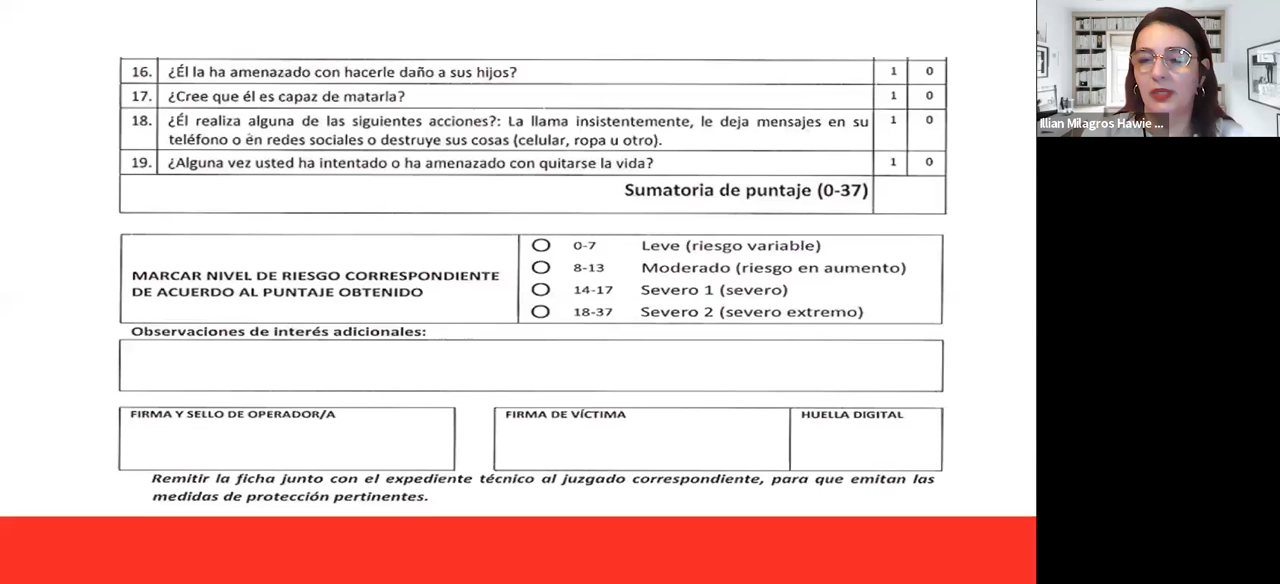 16. ¿Él la ha amenazado con hacerle daño a sus hijos? 1 0
17. ¿Cree que él es capaz de matarla? 1 0
18. ¿Él realiza alguna de las siguientes acciones?: La llama insistentemente, le deja mensajes en su 1 0
teléfono o en redes sociales o destruye sus cosas (celular, ropa u otro).
19. ¿Alguna vez usted ha intentado o ha amenazado con quitarse la vida? 1 0
Sumatoria de puntaje (0-37)
MARCAR NIVEL DE RIESGO CORRESPONDIENTE
DE ACUERDO AL PUNTAJE OBTENIDO
0-7 Leve (riesgo variable)
8-13 Moderado (riesgo en aumento)
14-17 Severo 1 (severo)
18-37 Severo 2 (severo extremo)
Observaciones de interés adicionales:
FIRMA Y SELLO DE OPERADOR/A
FIRMA DE VÍCTIMA
HUELLA DIGITAL
Remitir la ficha junto con el expediente técnico al juzgado correspondiente, para que emitan las
medidas de protección pertinentes.
Illian Milagros Hawie ...